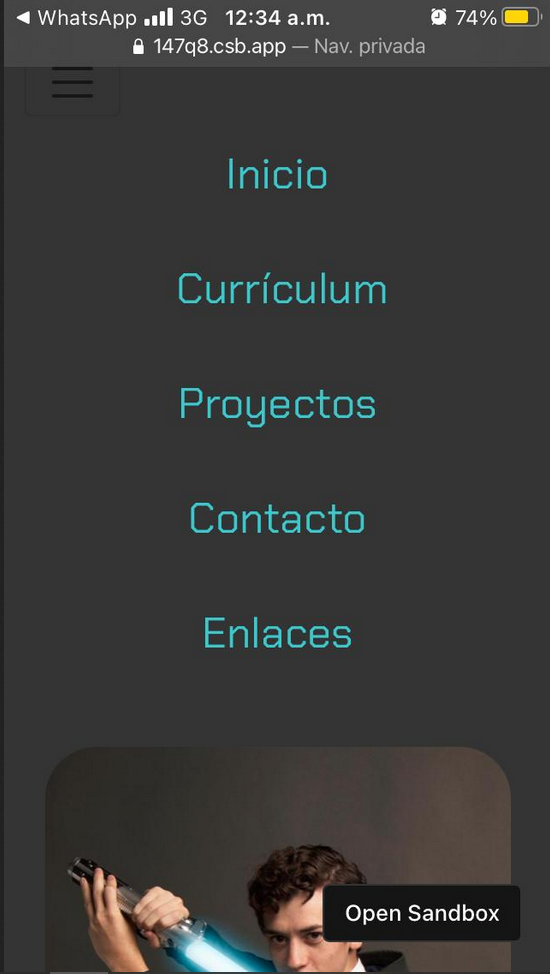 WhatsApp 3G 12:34 a.m. 74%
147q8.csb.app — Nav. privada
Inicio
Currículum
Proyectos
Contacto
Enlaces
Open Sandbox